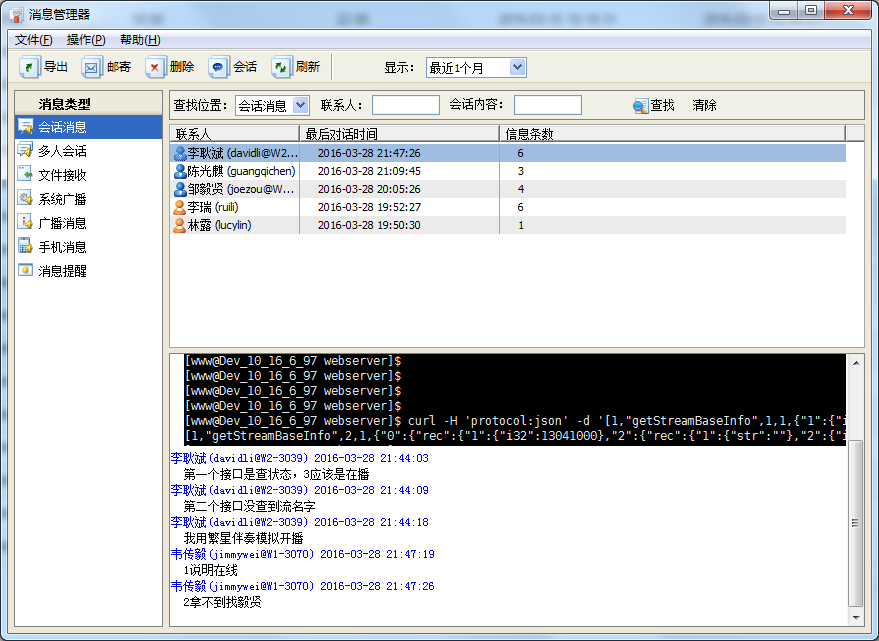 消息管理器
文件(F) 操作(P) 帮助(H)
导出 邮寄 删除 会话 刷新 显示： 最近1个月
消息类型
会话消息
多人会话
文件接收
系统广播
广播消息
手机消息
消息提醒
查找位置： 会话消息 联系人： 会话内容： 查找 清除
联系人 最后对话时间 信息条数
李耿斌 (davidli@W2... 2016-03-28 21:47:26 6
陈光麒 (guangqichen) 2016-03-28 21:09:45 3
邹毅贤 (joezou@W... 2016-03-28 20:05:26 4
李瑞 (ruili) 2016-03-28 19:52:27 6
林露 (lucylin) 2016-03-28 19:50:30 1
[www@Dev_10_16_6_97 webserver]$
[www@Dev_10_16_6_97 webserver]$
[www@Dev_10_16_6_97 webserver]$
[www@Dev_10_16_6_97 webserver]$
[www@Dev_10_16_6_97 webserver]$ curl -H 'protocol:json' -d '[1,"getStreamBaseInfo",1,1,{"1":{"i
[1,"getStreamBaseInfo",2,1,{"0":{"rec":{"1":{"i32":13041000},"2":{"rec":{"1":{"str":""},"2":{"i
李耿斌(davidli@W2-3039) 2016-03-28 21:44:03
第一个接口是查状态，3应该是在播
李耿斌(davidli@W2-3039) 2016-03-28 21:44:09
第二个接口没查到流名字
李耿斌(davidli@W2-3039) 2016-03-28 21:44:18
我用繁星伴奏模拟开播
韦传毅(jimmywei@W1-3070) 2016-03-28 21:47:19
1说明在线
韦传毅(jimmywei@W1-3070) 2016-03-28 21:47:26
2拿不到找毅贤